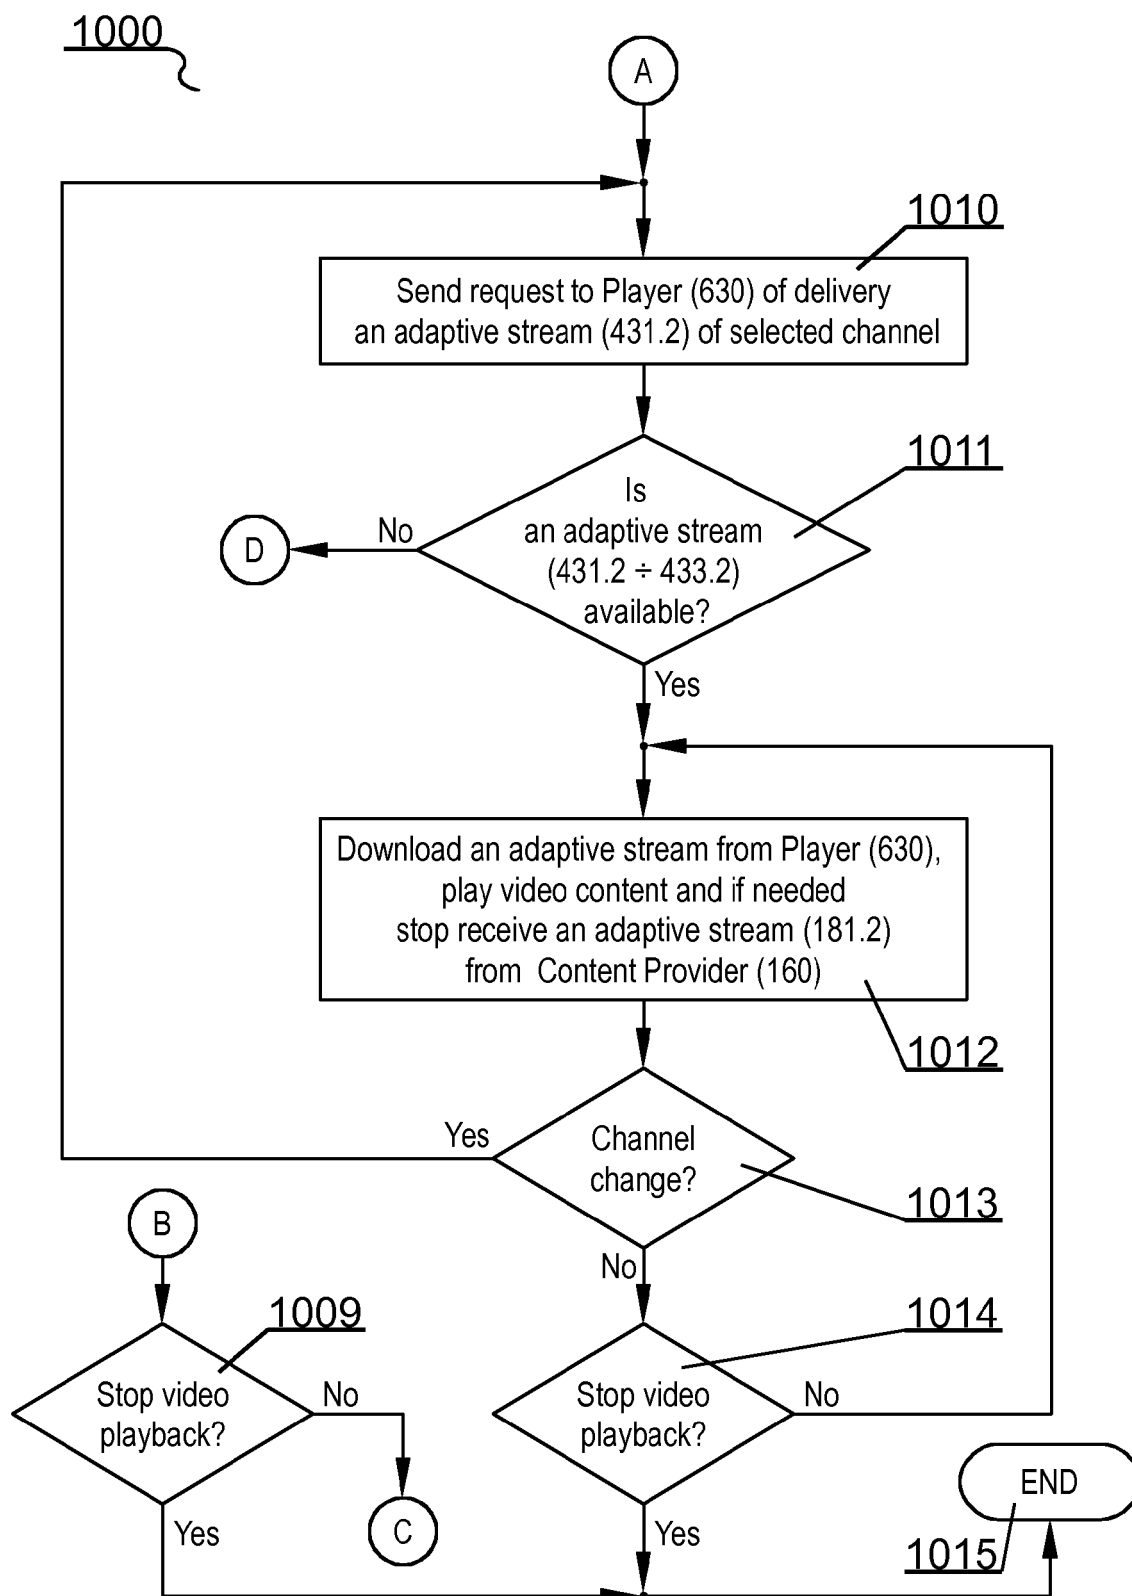 1000
A
1010
Send request to Player (630) of delivery
an adaptive stream (431.2) of selected channel
1011
Is
an adaptive stream
(431.2 ÷ 433.2)
available?
No
D
Yes
Download an adaptive stream from Player (630),
play video content and if needed
stop receive an adaptive stream (181.2)
from Content Provider (160)
1012
Yes
Channel
change?
1013
No
B
1009
Stop video
playback?
No
C
Yes
1014
Stop video
playback?
No
Yes
END
1015